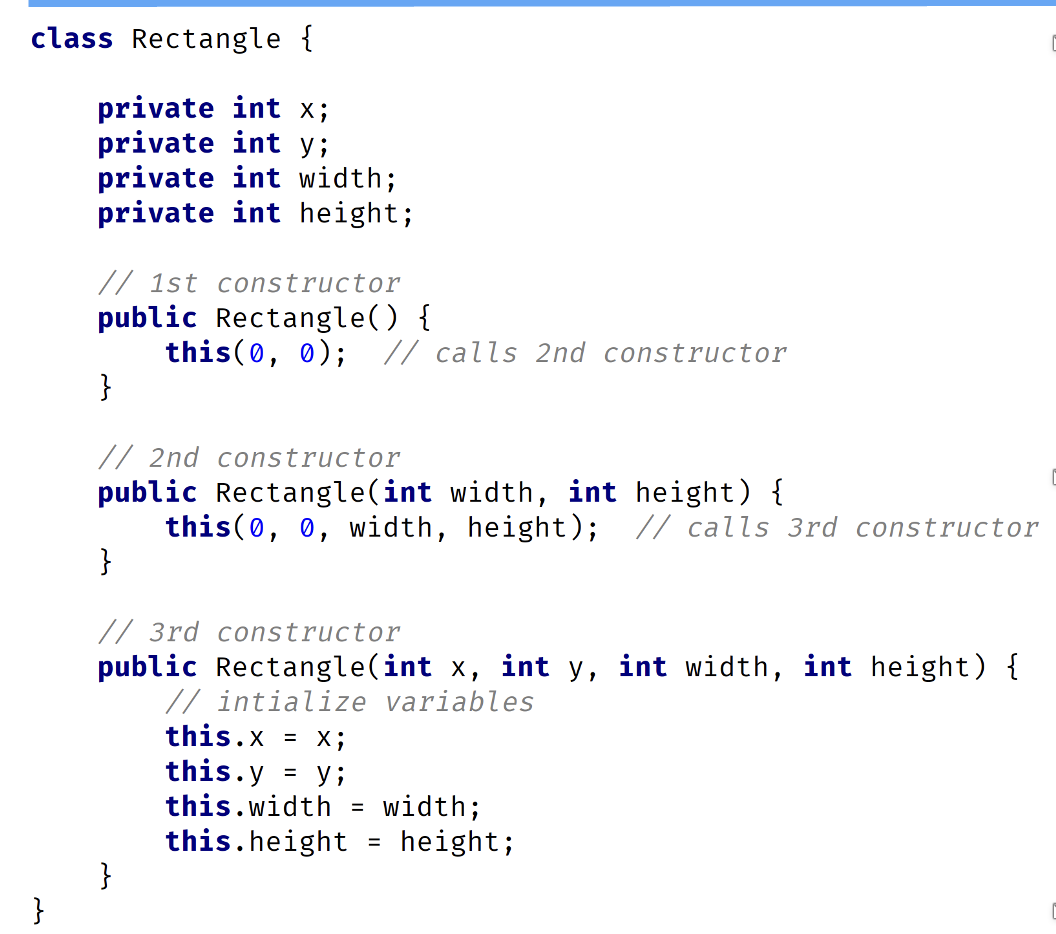 class Rectangle {
private int x;
private int y;
private int width;
private int height;
// 1st constructor
public Rectangle() {
this(0, 0);  // calls 2nd constructor
}
// 2nd constructor
public Rectangle(int width, int height) {
this(0, 0, width, height);  // calls 3rd constructor
}
// 3rd constructor
public Rectangle(int x, int y, int width, int height) {
// intialize variables
this.x = x;
this.y = y;
this.width = width;
this.height = height;
}
}